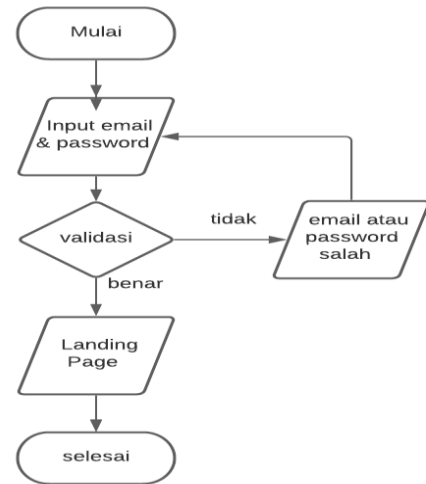 Mulai
Input email
& password
validasi
tidak
email atau
password
salah
benar
Landing
Page
selesai